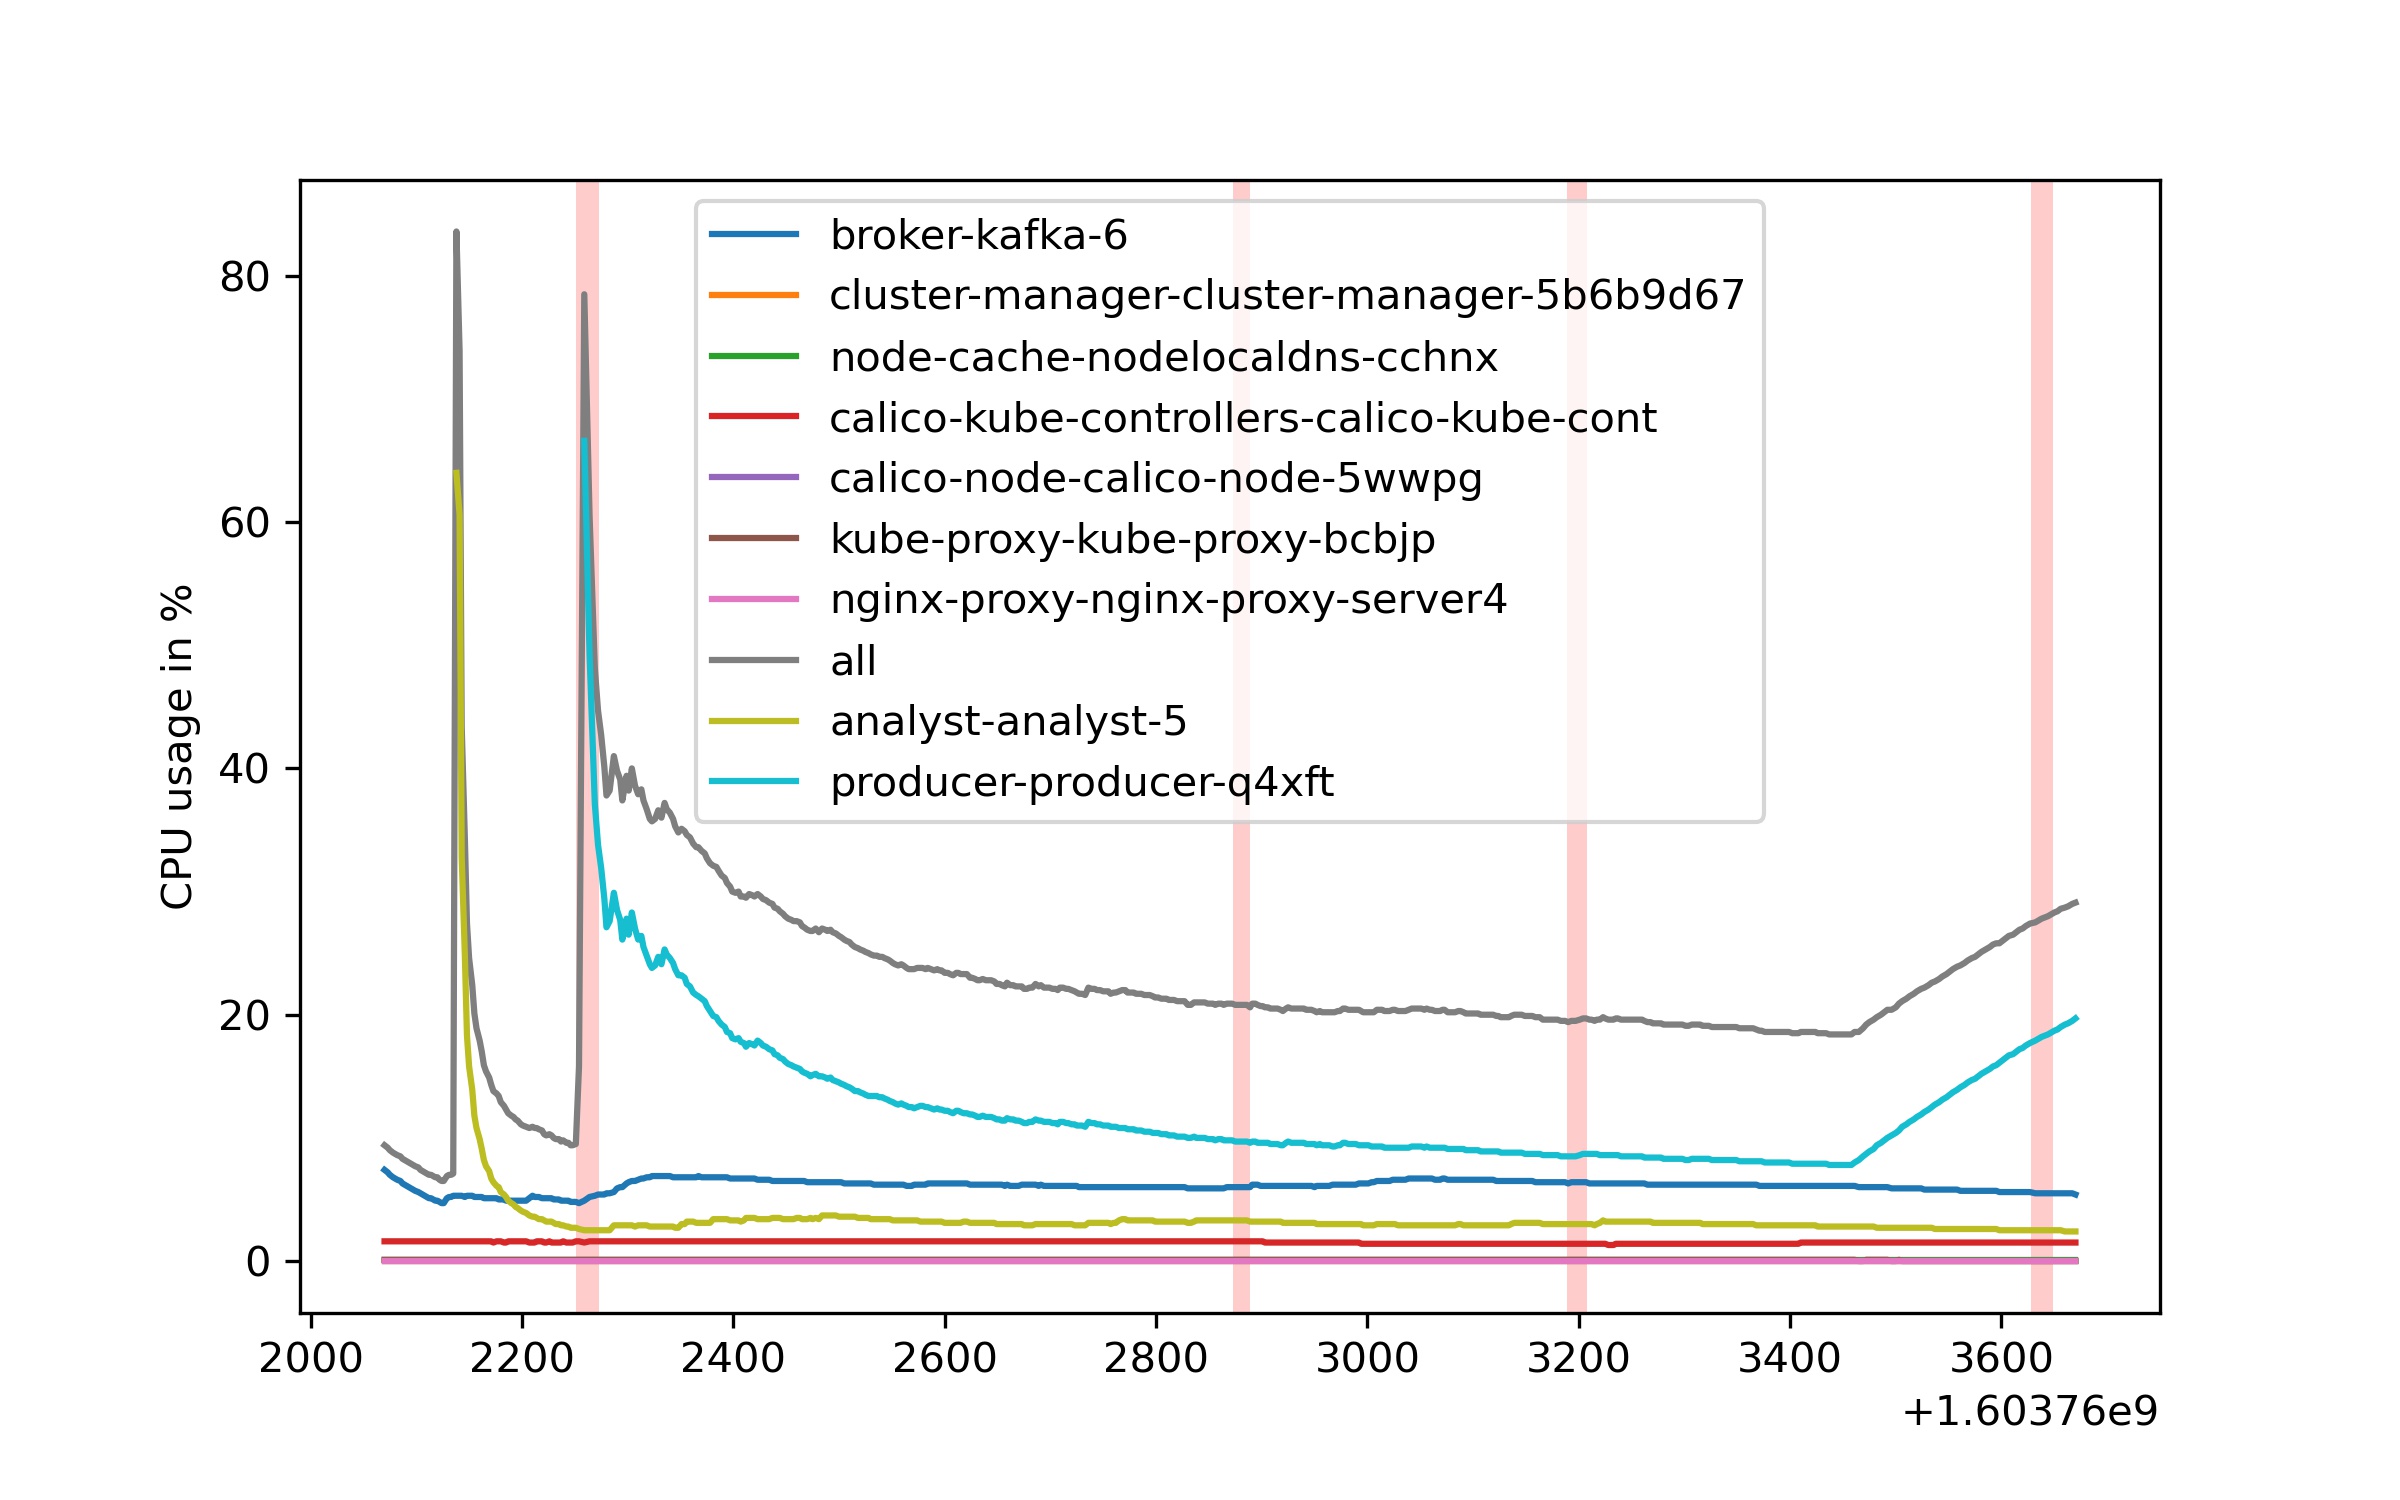 broker-kafka-6
cluster-manager-cluster-manager-5b6b9d67
node-cache-nodelocaldns-cchnx
calico-kube-controllers-calico-kube-cont
calico-node-calico-node-5wwpg
kube-proxy-kube-proxy-bcbjp
nginx-proxy-nginx-proxy-server4
all
analyst-analyst-5
producer-producer-q4xft
CPU usage in %
80
60
40
20
0
2000 2200 2400 2600 2800 3000 3200 3400 3600
+1.60376e9